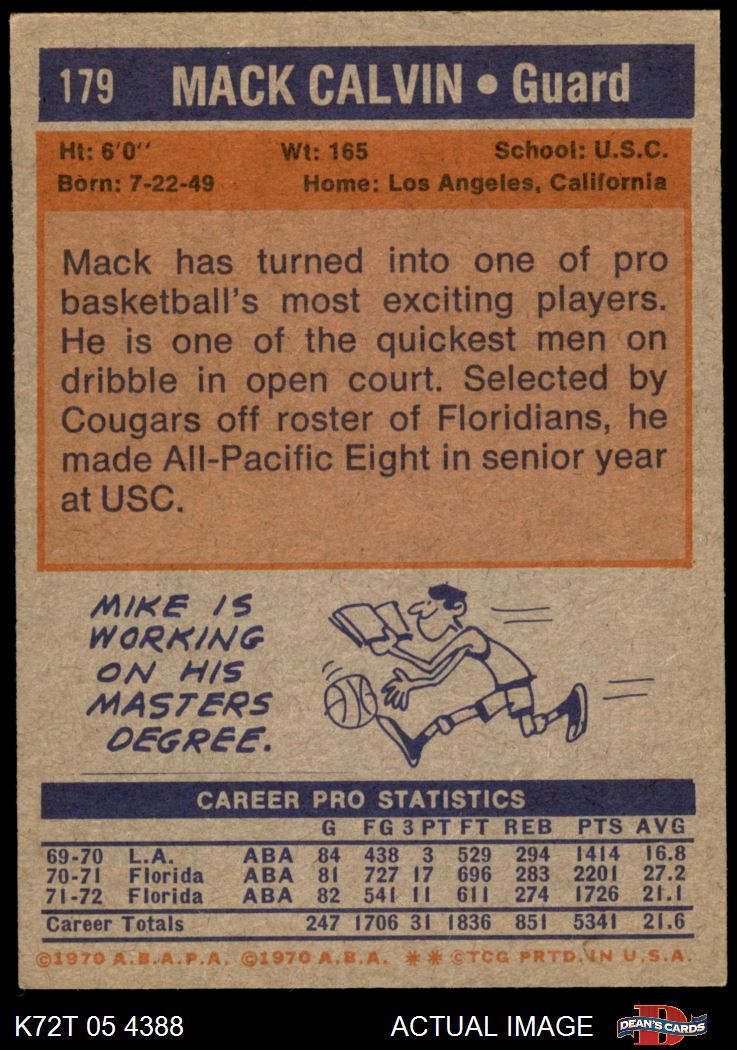 179 MACK CALVIN • Guard
Ht: 6'0'' Wt: 165 School: U.S.C.
Born: 7-22-49 Home: Los Angeles, California
Mack has turned into one of pro
basketball's most exciting players.
He is one of the quickest men on
dribble in open court. Selected by
Cougars off roster of Floridians, he
made All-Pacific Eight in senior year
at USC.
MIKE IS
WORKING
ON HIS
MASTERS
DEGREE.
CAREER PRO STATISTICS
G FG 3 PT FT REB PTS AVG
69-70 L.A. ABA 84 438 3 529 294 1414 16.8
70-71 Florida ABA 81 727 17 696 283 2201 27.2
71-72 Florida ABA 82 541 11 611 274 1726 21.1
Career Totals 247 1706 31 1836 851 5341 21.6
©1970 A.B.A.P.A. ©1970 A.B.A. ** ©TCG PRTD. IN U.S.A.
K72T 05 4388 ACTUAL IMAGE DEAN'S CARDS